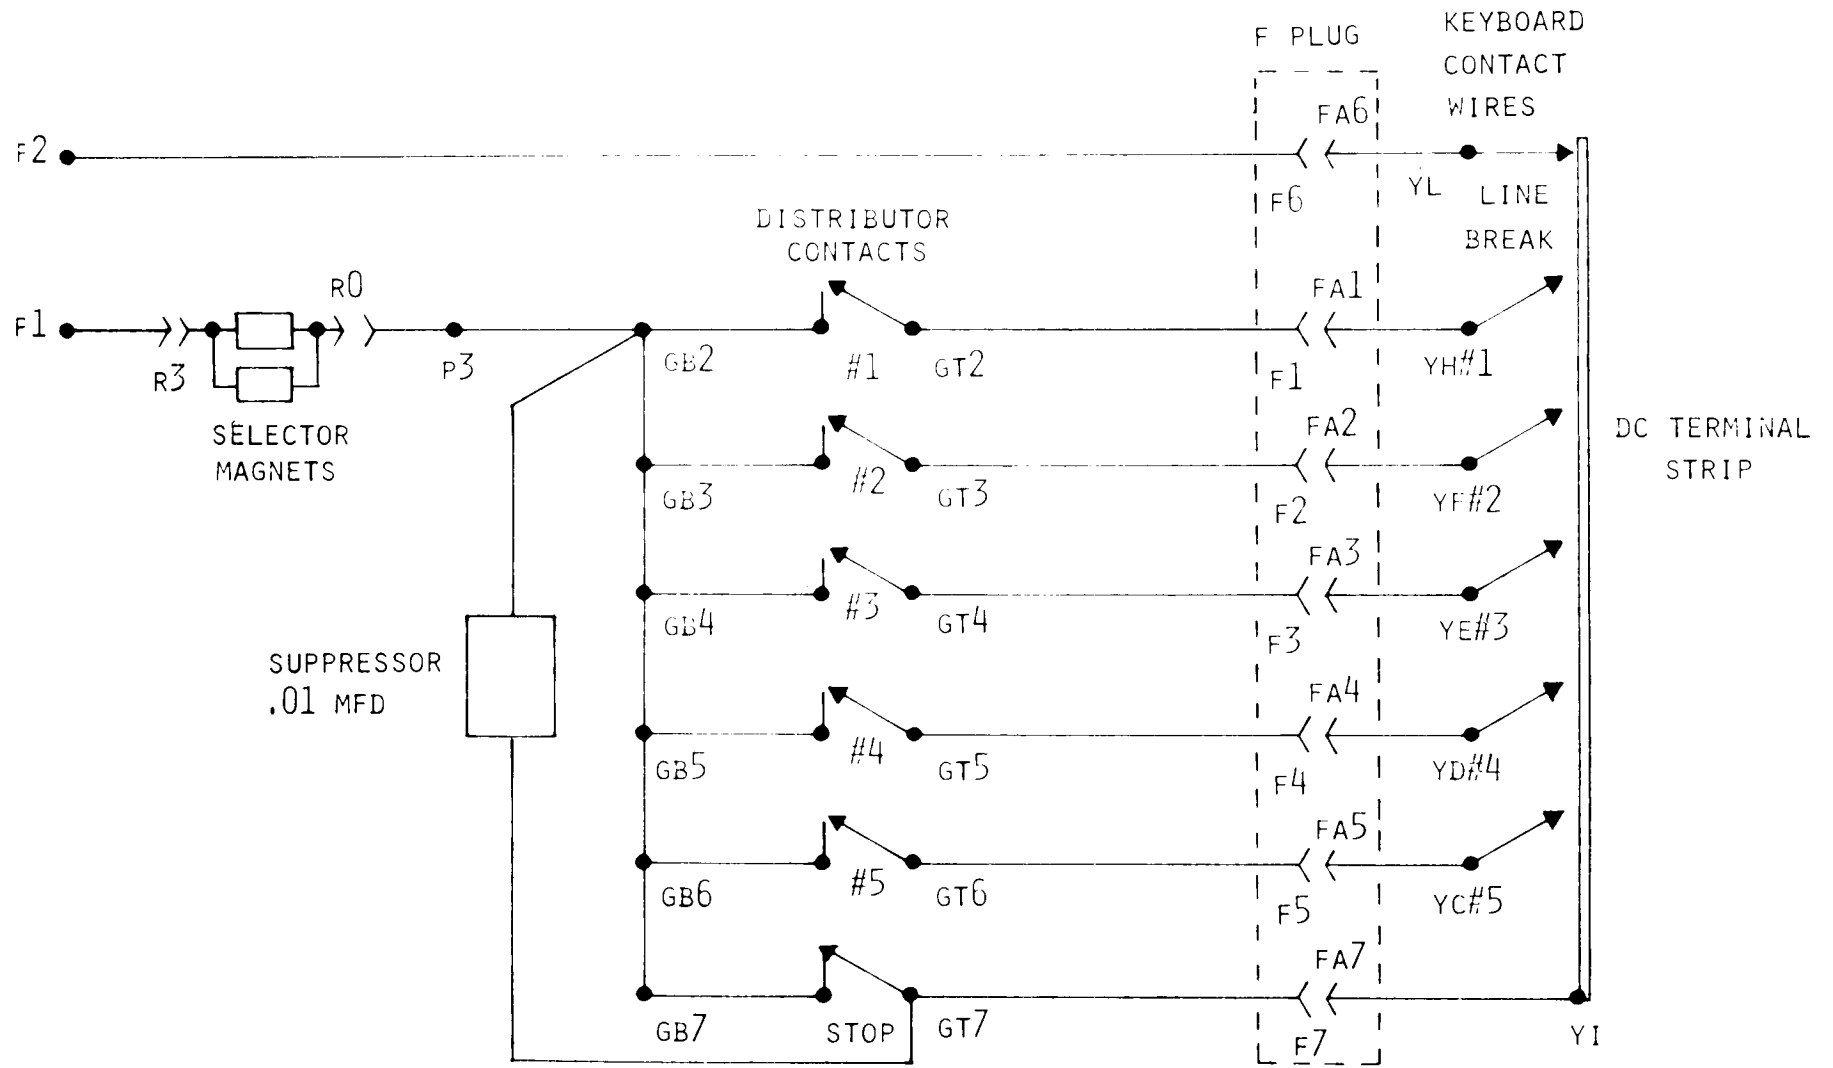 KEYBOARD
CONTACT
WIRES
F PLUG
FA6
F2
YL
LINE
BREAK
F6
DISTRIBUTOR
CONTACTS
R0
FA1
F1
R3
P3
GB2
#1
GT2
F1
YH#1
SELECTOR
MAGNETS
FA2
DC TERMINAL
STRIP
GB3
#2
GT3
F2
YF#2
FA3
GB4
#3
GT4
F3
YE#3
SUPPRESSOR
.01 MFD
FA4
GB5
#4
GT5
F4
YD#4
FA5
GB6
#5
GT6
F5
YC#5
FA7
GB7
STOP
GT7
F7
YI